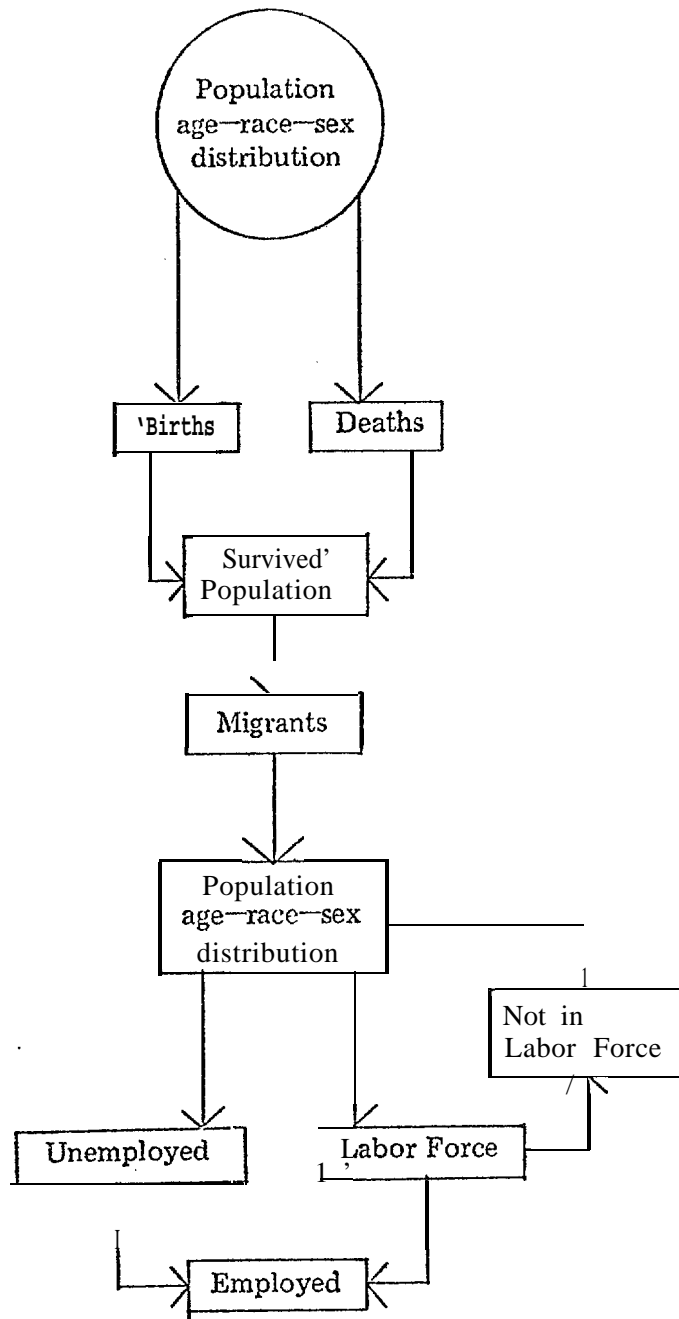 Population
age—race—sex
distribution
'Births
Deaths
Survived’
Population
Migrants
Population
age—race—sex
distribution
Not in
Labor Force
Unemployed
Labor Force
Employed